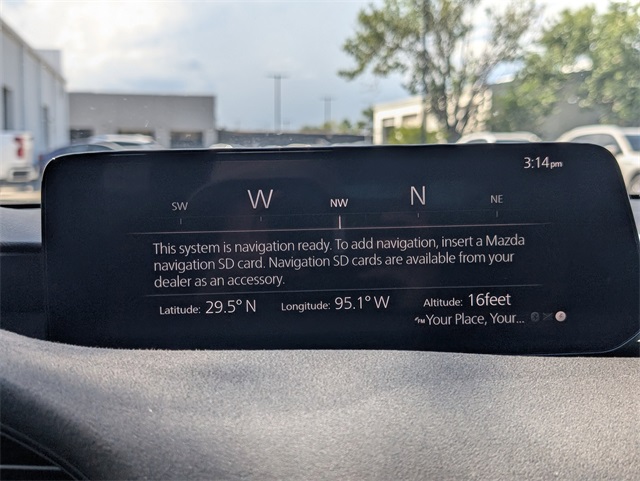 3:14pm
SW W NW N NE
This system is navigation ready. To add navigation, insert a Mazda
navigation SD card. Navigation SD cards are available from your
dealer as an accessory.
Latitude: 29.5° N Longitude: 95.1° W Altitude: 16feet
FM Your Place, Your...